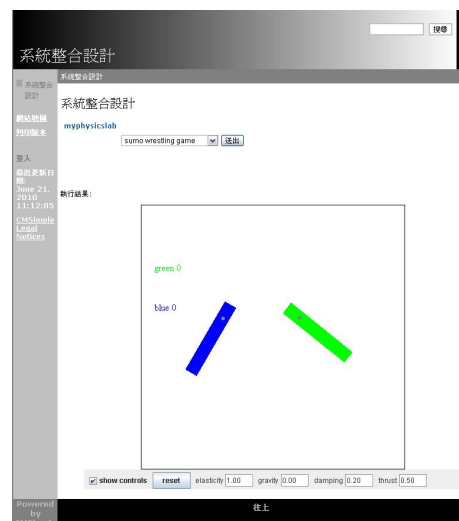 搜尋
系統整合設計
系統整合設計
系統整合
設計
網站地圖
列印版本
登入
最近更新日
期:
June 21,
2010
11:12:05
CMSimple
Legal
Notices
系統整合設計
myphysicslab
sumo wrestling game
送出
執行結果:
green 0
blue 0
show controls reset elasticity 1.00 gravity 0.00 damping 0.20 thrust 0.50
Powered
by
往上